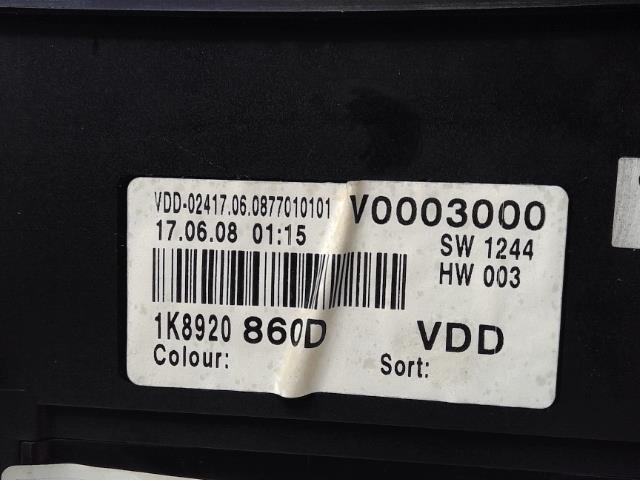 VDD-02417.06.0877010101 V0003000
17.06.08 01:15 SW 1244
HW 003
1K8920 860D VDD
Colour: Sort: